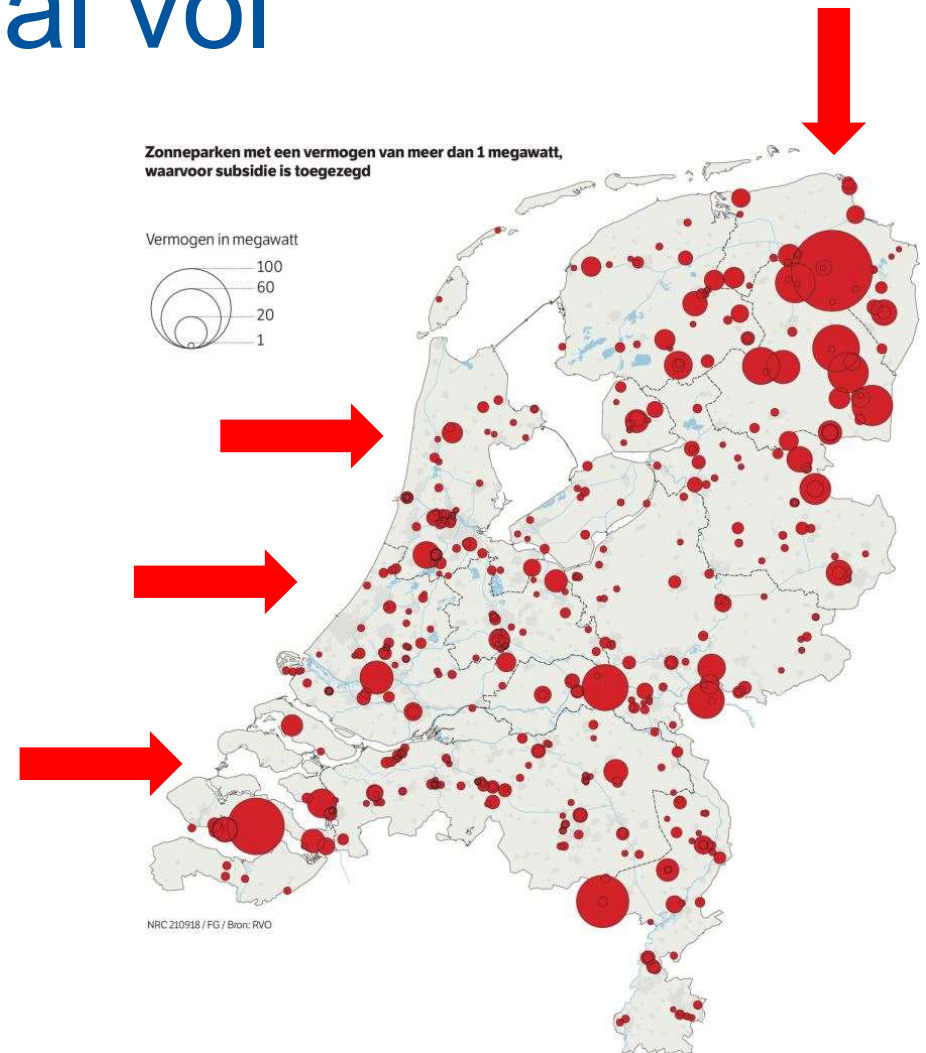 al vol
Zonneparken met een vermogen van meer dan 1 megawatt,
waarvoor subsidie is toegezegd
Vermogen in megawatt
100
60
20
1
NRC 210918 / FG / Bron: RVO